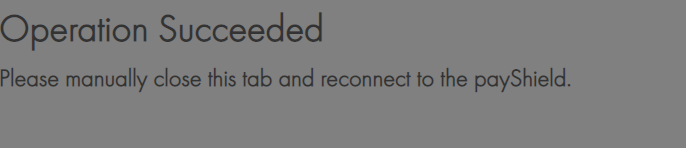 Operation Succeeded
Please manually close this tab and reconnect to the payShield.